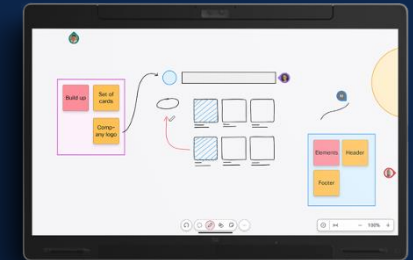 Build up
Set of
cards
Comp-
any logo
Elements
Header
Footer
100%